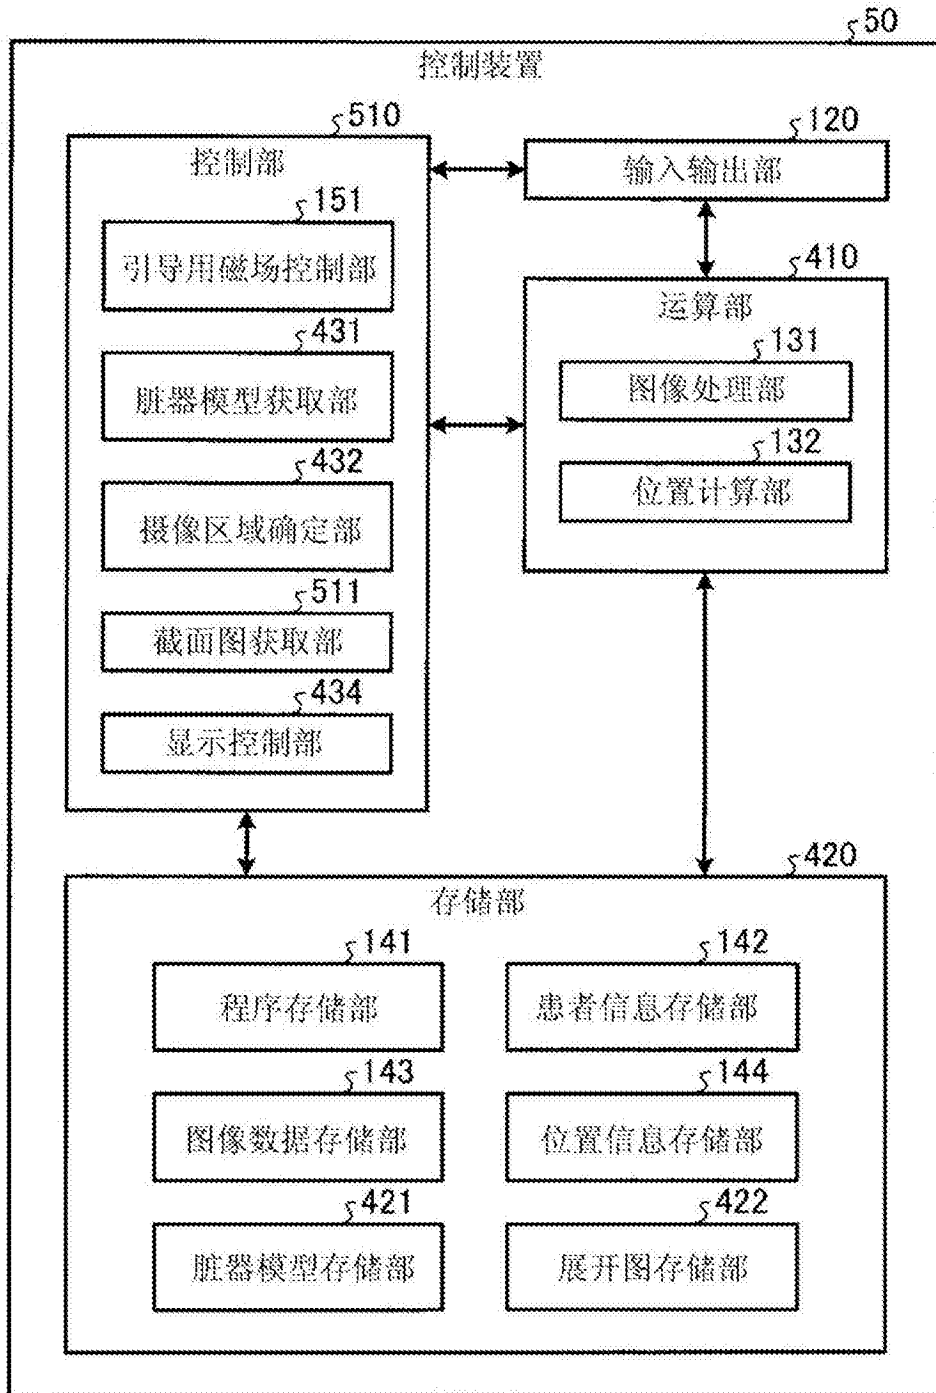 50
控制装置
510
控制部
151
引导用磁场控制部
431
脏器模型获取部
432
摄像区域确定部
511
截面图获取部
434
显示控制部
120
输入输出部
410
运算部
131
图像处理部
132
位置计算部
420
存储部
141
程序存储部
142
患者信息存储部
143
图像数据存储部
144
位置信息存储部
421
脏器模型存储部
422
展开图存储部